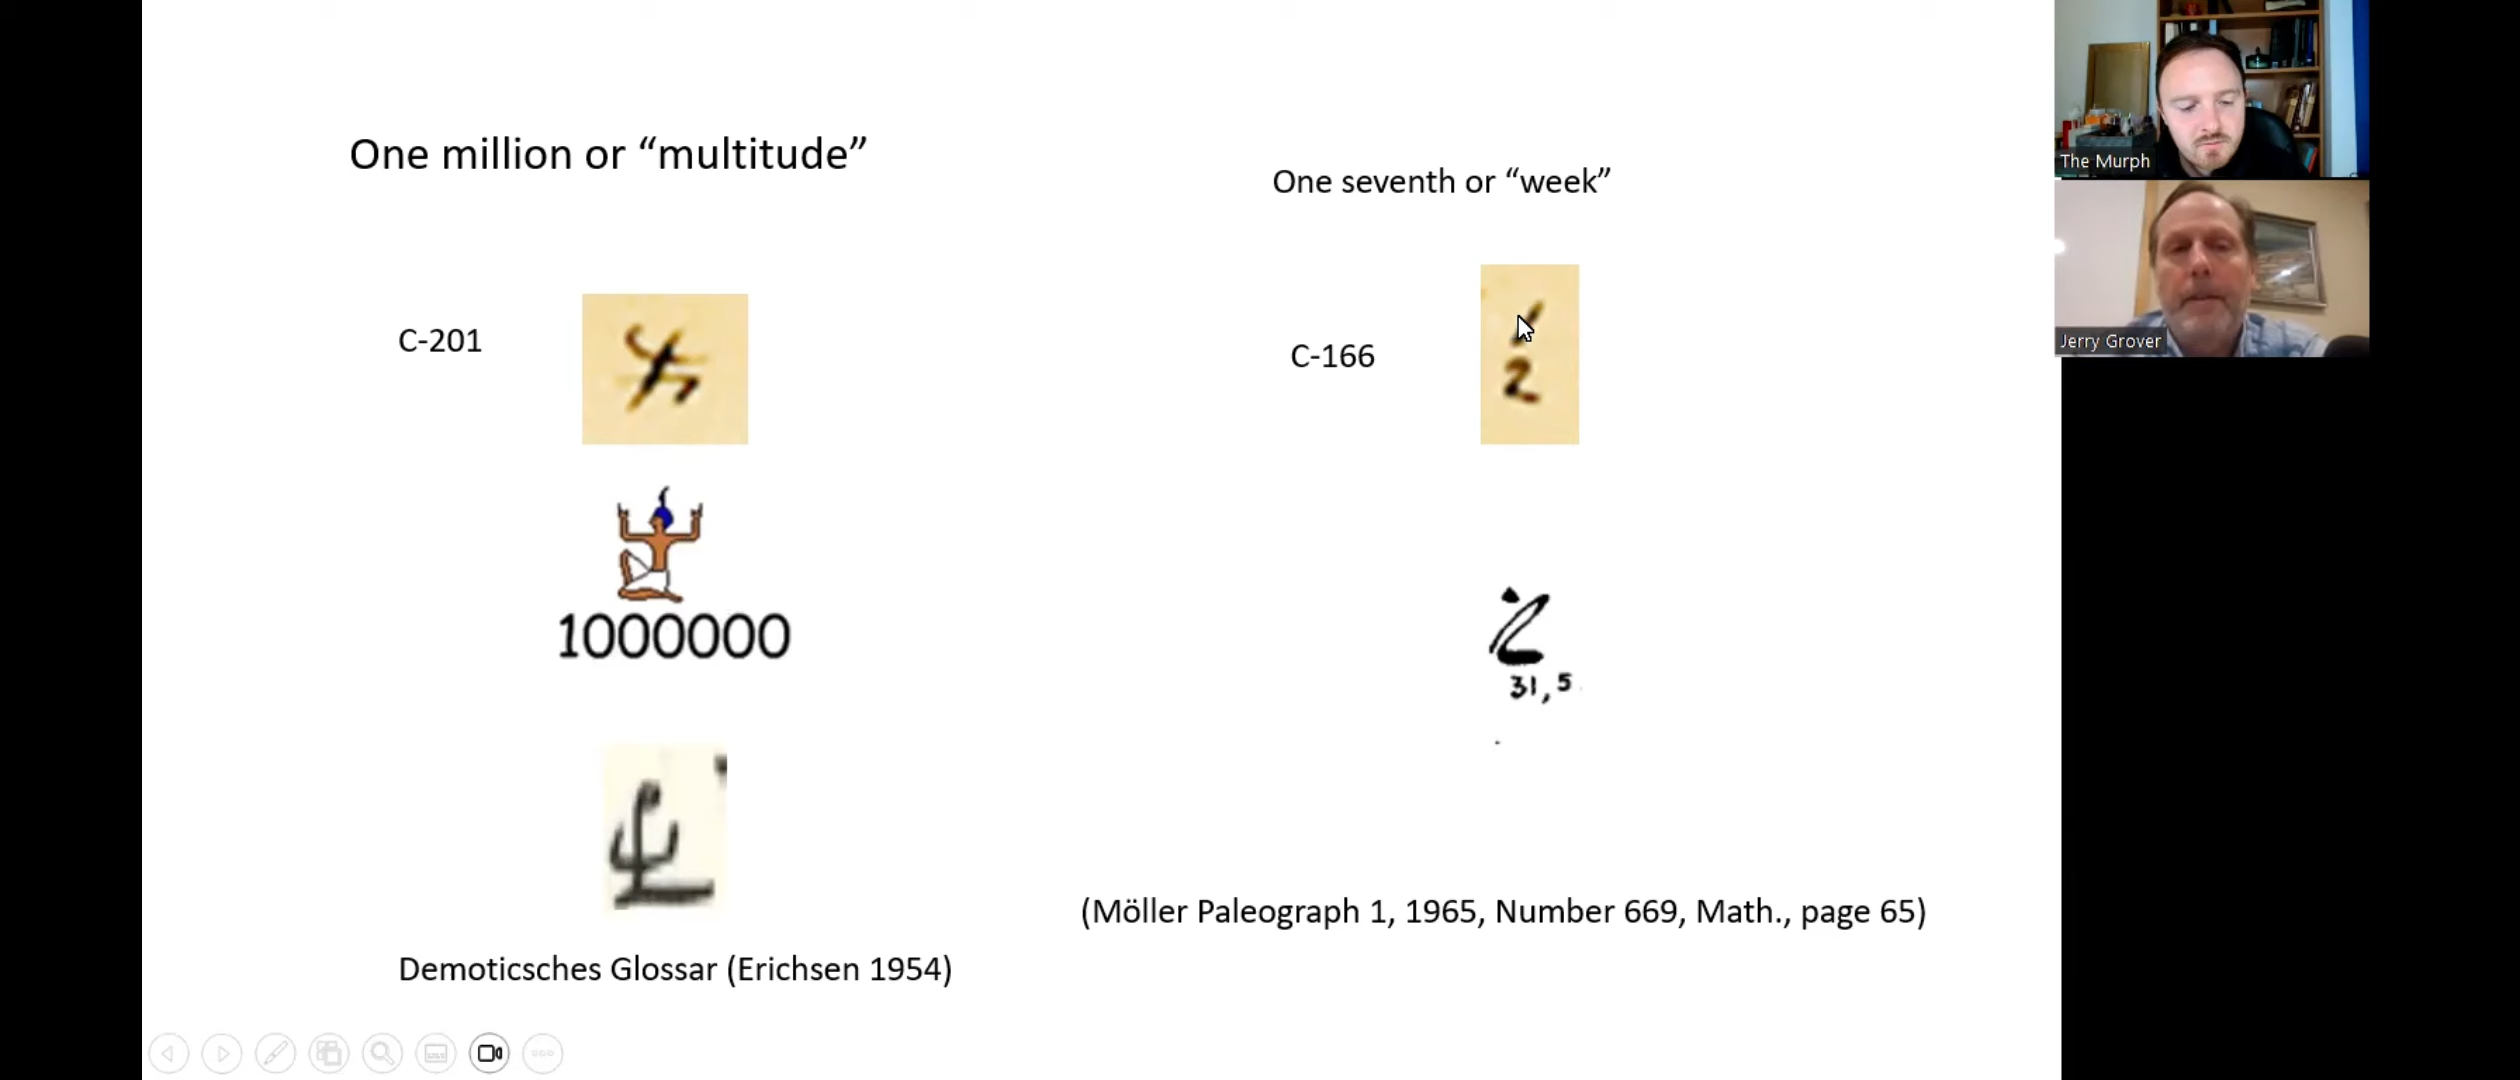 One million or “multitude”
C-201
1000000
Demoticsches Glossar (Erichsen 1954)
One seventh or “week”
C-166
31,5
(Möller Paleograph 1, 1965, Number 669, Math., page 65)
The Murph
Jerry Grover